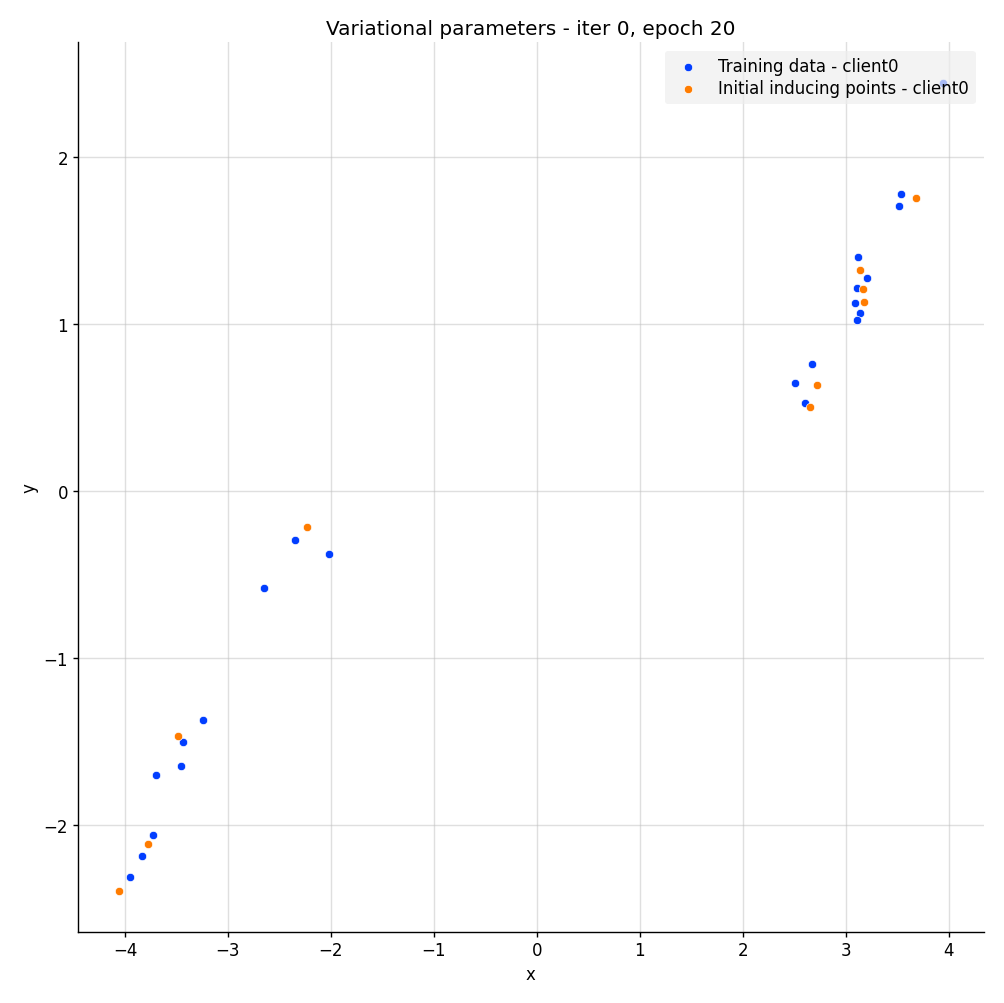 Variational parameters - iter 0, epoch 20
Training data - client0
Initial inducing points - client0
2
1
0
−1
−2
y
−4 −3 −2 −1 0 1 2 3 4
x